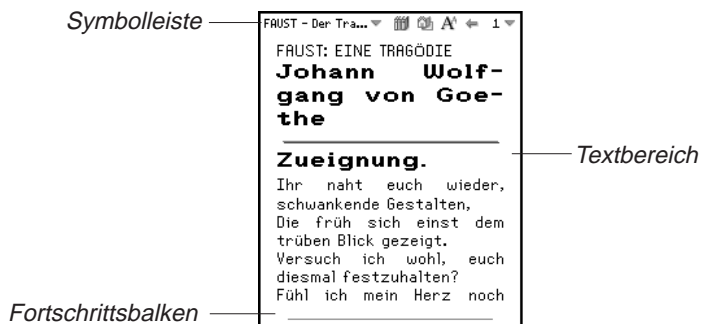 Symbolleiste
FAUST - Der Tra... 1
FAUST: EINE TRAGÖDIE
Johann Wolf-
gang von Goe-
the
Zueignung.
Textbereich
Ihr naht euch wieder,
schwankende Gestalten,
Die früh sich einst dem
trüben Blick gezeigt.
Versuch ich wohl, euch
diesmal festzuhalten?
Fühl ich mein Herz noch
Fortschrittsbalken